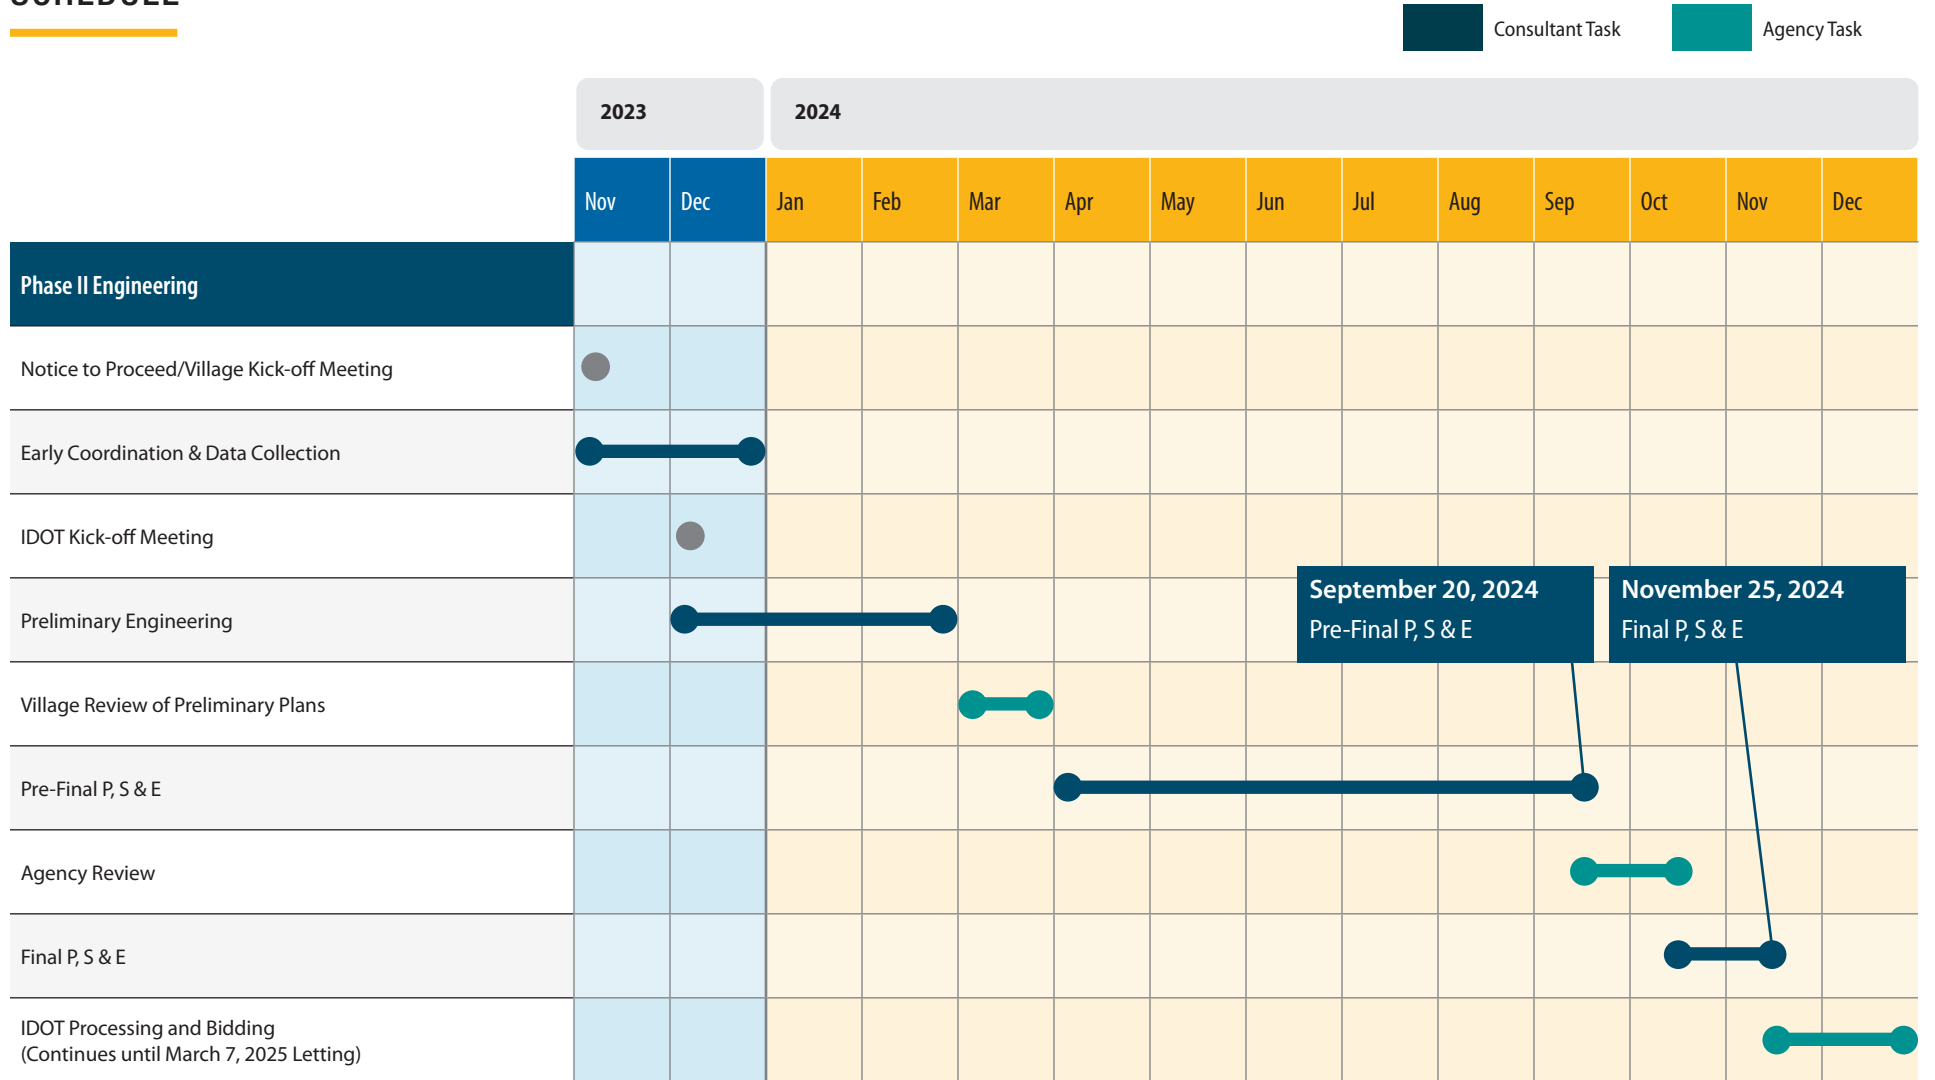 SCHEDULE
Consultant Task
Agency Task
2023
2024
Nov
Dec
Jan
Feb
Mar
Apr
May
Jun
Jul
Aug
Sep
Oct
Nov
Dec
Phase II Engineering
Notice to Proceed/Village Kick-off Meeting
Early Coordination & Data Collection
IDOT Kick-off Meeting
Preliminary Engineering
September 20, 2024
Pre-Final P, S & E
November 25, 2024
Final P, S & E
Village Review of Preliminary Plans
Pre-Final P, S & E
Agency Review
Final P, S & E
IDOT Processing and Bidding
(Continues until March 7, 2025 Letting)